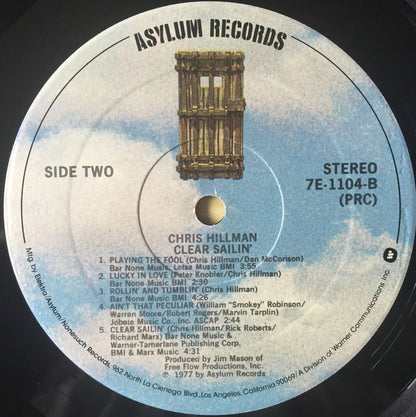 ASYLUM RECORDS
SIDE TWO
STEREO
7E-1104-B
(PRC)
CHRIS HILLMAN
CLEAR SAILIN'
1. PLAYING THE FOOL (Chris Hillman/Dan McCorison)
Bar None Music, Lotsa Music BMI 3:55
2. LUCKY IN LOVE (Peter Knobler/Chris Hillman)
Bar None Music BMI 2:30
3. ROLLIN' AND TUMBLIN' (Chris Hillman)
Bar None Music BMI 4:26
4. AIN'T THAT PECULIAR (William "Smokey" Robinson/
Warren Moore/Robert Rogers/Marvin Tarplin)
Jobete Music Co. Inc. ASCAP 2:44
5. CLEAR SAILIN' (Chris Hillman/Rick Roberts/
Richard Marx) Bar None Music &
Warner-Tamerlane Publishing Corp.
BMI & Marx Music 4:31
Produced by Jim Mason of
Free Flow Productions, Inc.
℗ 1977 by Asylum Records
Mfg. by Elektra/Asylum/Nonesuch Records, 962 North La Cienega Blvd., Los Angeles, California 90069/A Division of Warner Communications Inc.